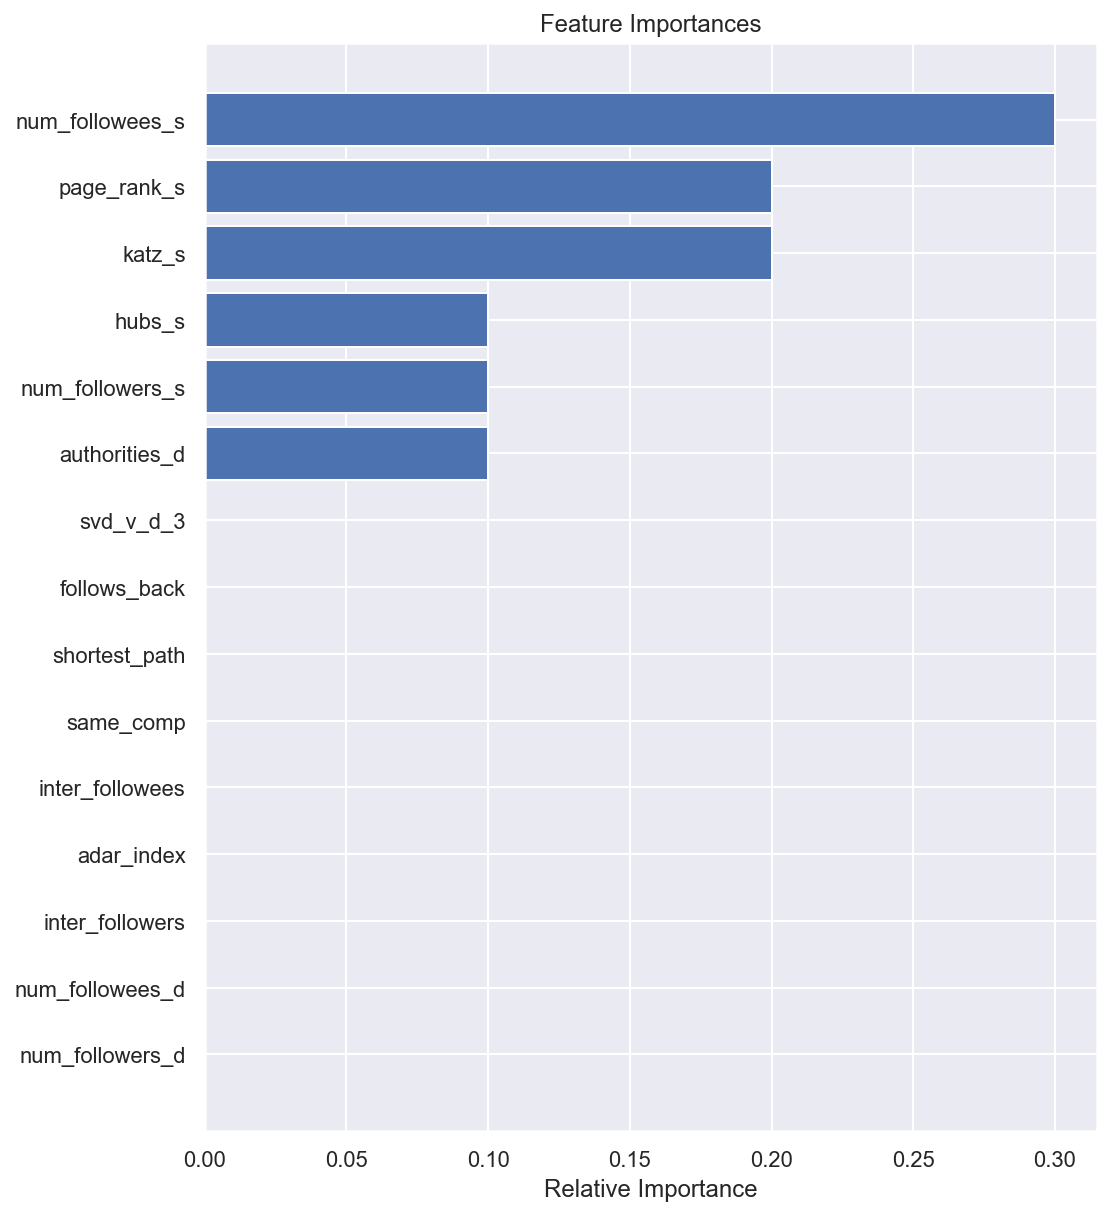 Feature Importances
num_followees_s
page_rank_s
katz_s
hubs_s
num_followers_s
authorities_d
svd_v_d_3
follows_back
shortest_path
same_comp
inter_followees
adar_index
inter_followers
num_followees_d
num_followers_d
0.00 0.05 0.10 0.15 0.20 0.25 0.30
Relative Importance